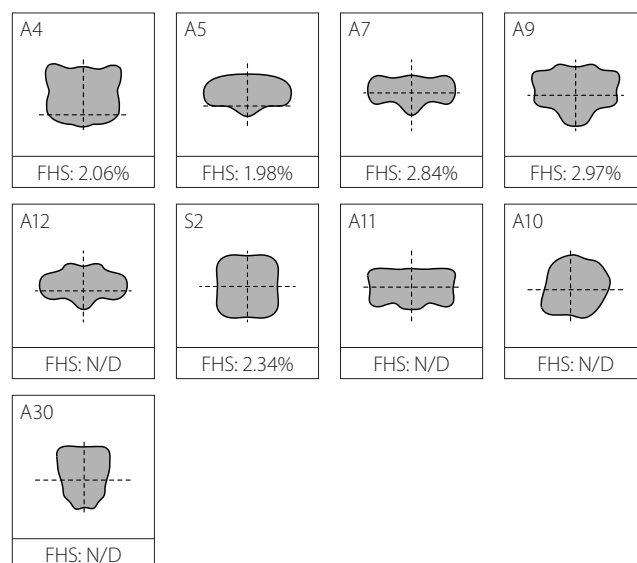 A4
FHS: 2.06%
A5
FHS: 1.98%
A7
FHS: 2.84%
A9
FHS: 2.97%
A12
FHS: N/D
S2
FHS: 2.34%
A11
FHS: N/D
A10
FHS: N/D
A30
FHS: N/D